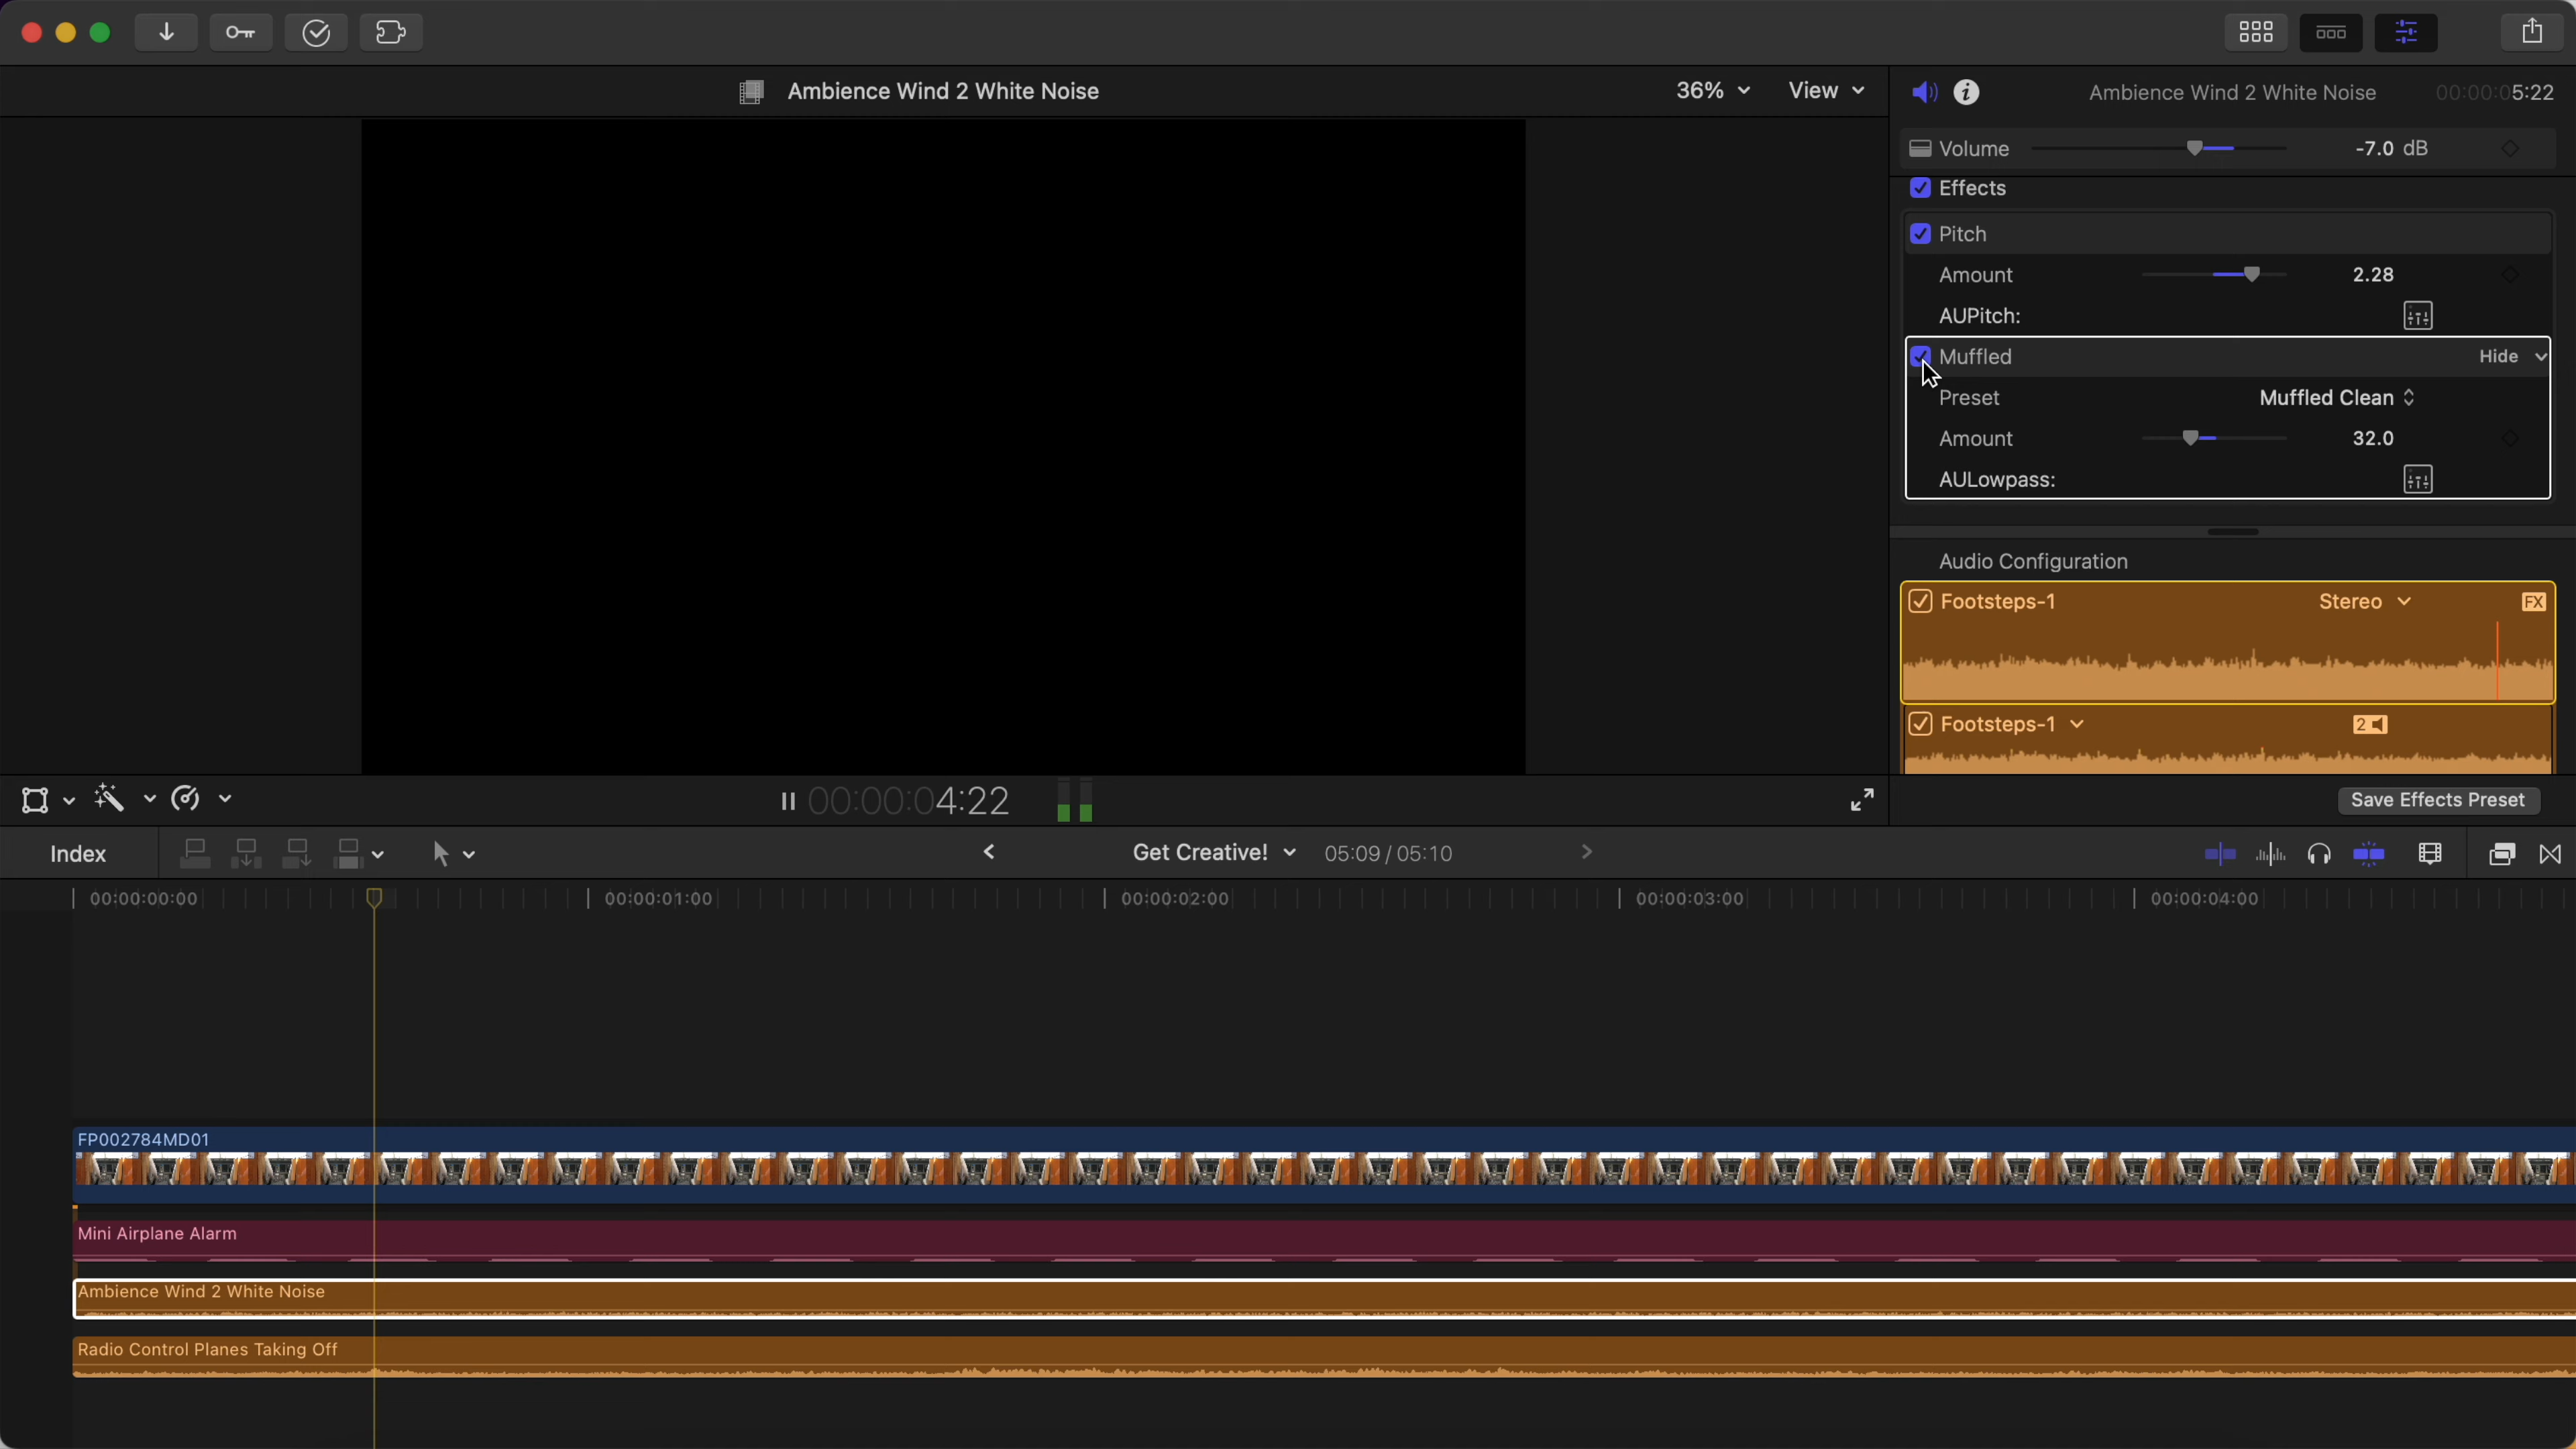 Ambience Wind 2 White Noise
36%
View
Ambience Wind 2 White Noise
00:00:05:22
Volume
-7.0 dB
Effects
Pitch
Amount
2.28
AUPitch:
Muffled
Hide
Preset
Muffled Clean
Amount
32.0
AULowpass:
Audio Configuration
Footsteps-1
Stereo
FX
Footsteps-1
2
00:00:04:22
Save Effects Preset
Index
Get Creative!
05:09 / 05:10
00:00:00:00
00:00:01:00
00:00:02:00
00:00:03:00
00:00:04:00
FP002784MD01
Mini Airplane Alarm
Ambience Wind 2 White Noise
Radio Control Planes Taking Off